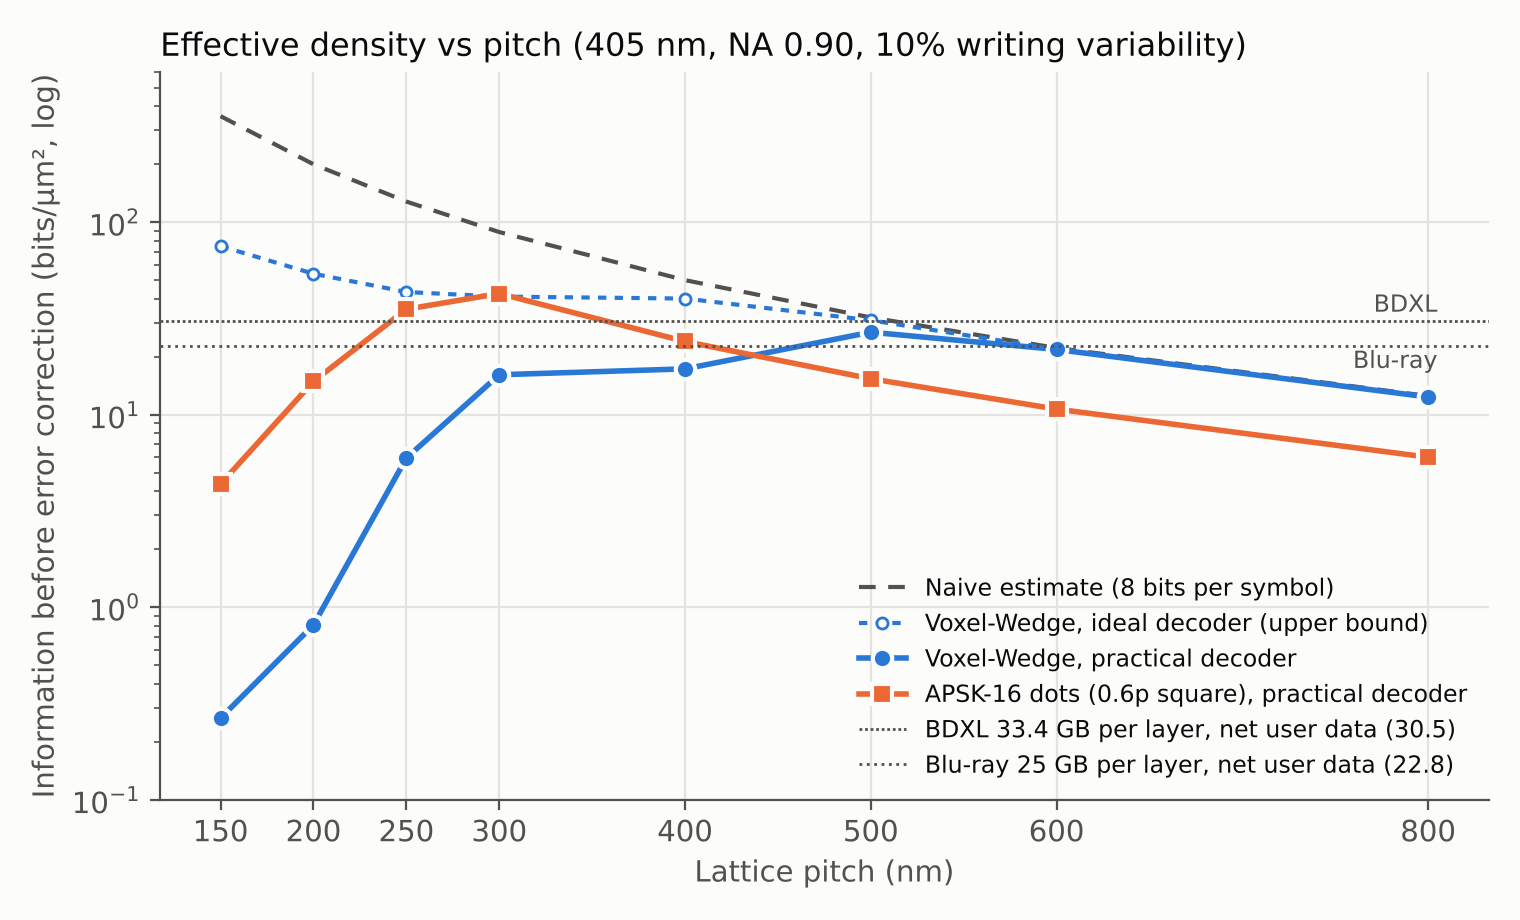 Effective density vs pitch (405 nm, NA 0.90, 10% writing variability)
Information before error correction (bits/µm², log)
10²
10¹
10⁰
10⁻¹
BDXL
Blu-ray
Naive estimate (8 bits per symbol)
Voxel-Wedge, ideal decoder (upper bound)
Voxel-Wedge, practical decoder
APSK-16 dots (0.6p square), practical decoder
BDXL 33.4 GB per layer, net user data (30.5)
Blu-ray 25 GB per layer, net user data (22.8)
150 200 250 300 400 500 600 800
Lattice pitch (nm)